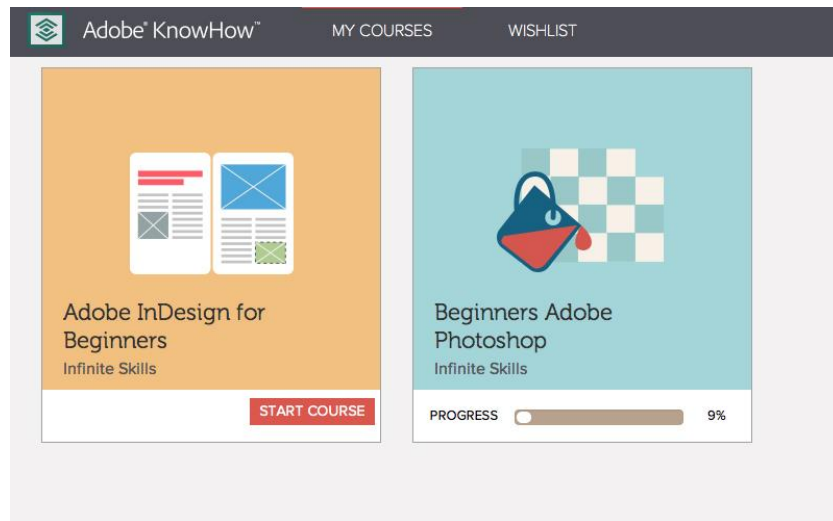 Adobe® KnowHow™ MY COURSES WISHLIST
Adobe InDesign for
Beginners
Infinite Skills
START COURSE
Beginners Adobe
Photoshop
Infinite Skills
PROGRESS 9%